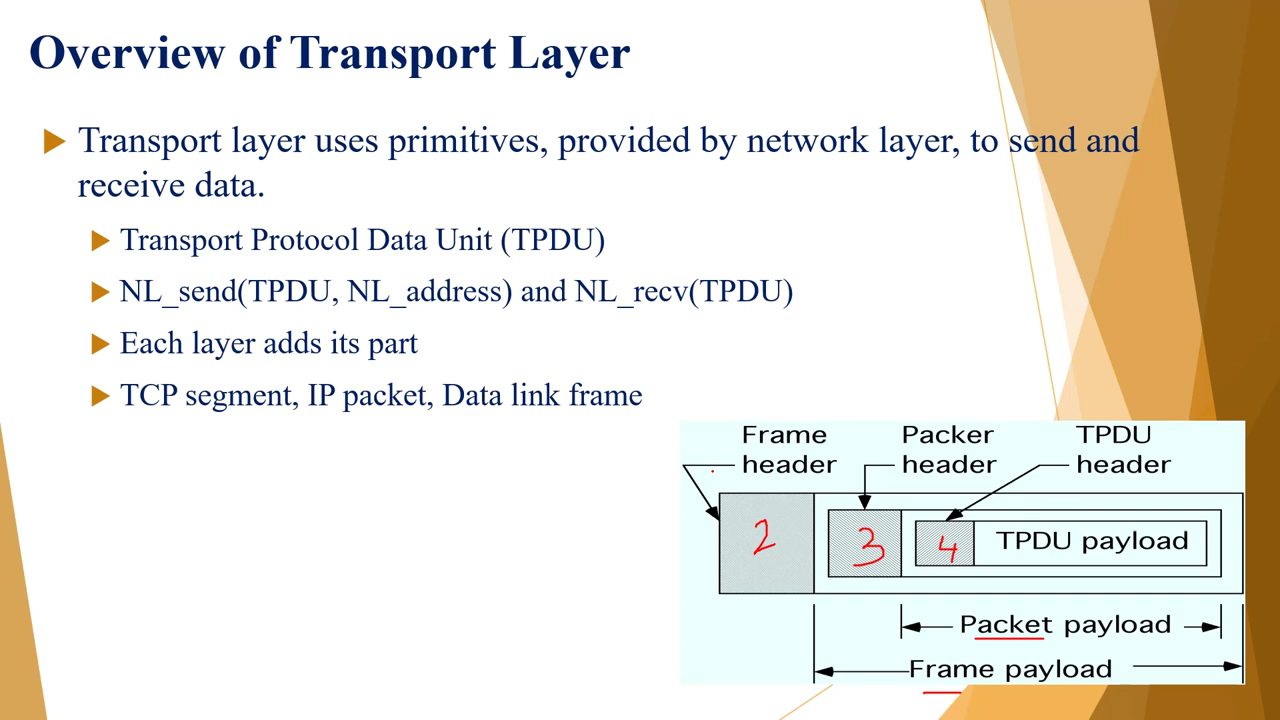 Overview of Transport Layer
Transport layer uses primitives, provided by network layer, to send and
receive data.
Transport Protocol Data Unit (TPDU)
NL_send(TPDU, NL_address) and NL_recv(TPDU)
Each layer adds its part
TCP segment, IP packet, Data link frame
Frame header
Packer header
TPDU header
2
3
4
TPDU payload
Packet payload
Frame payload